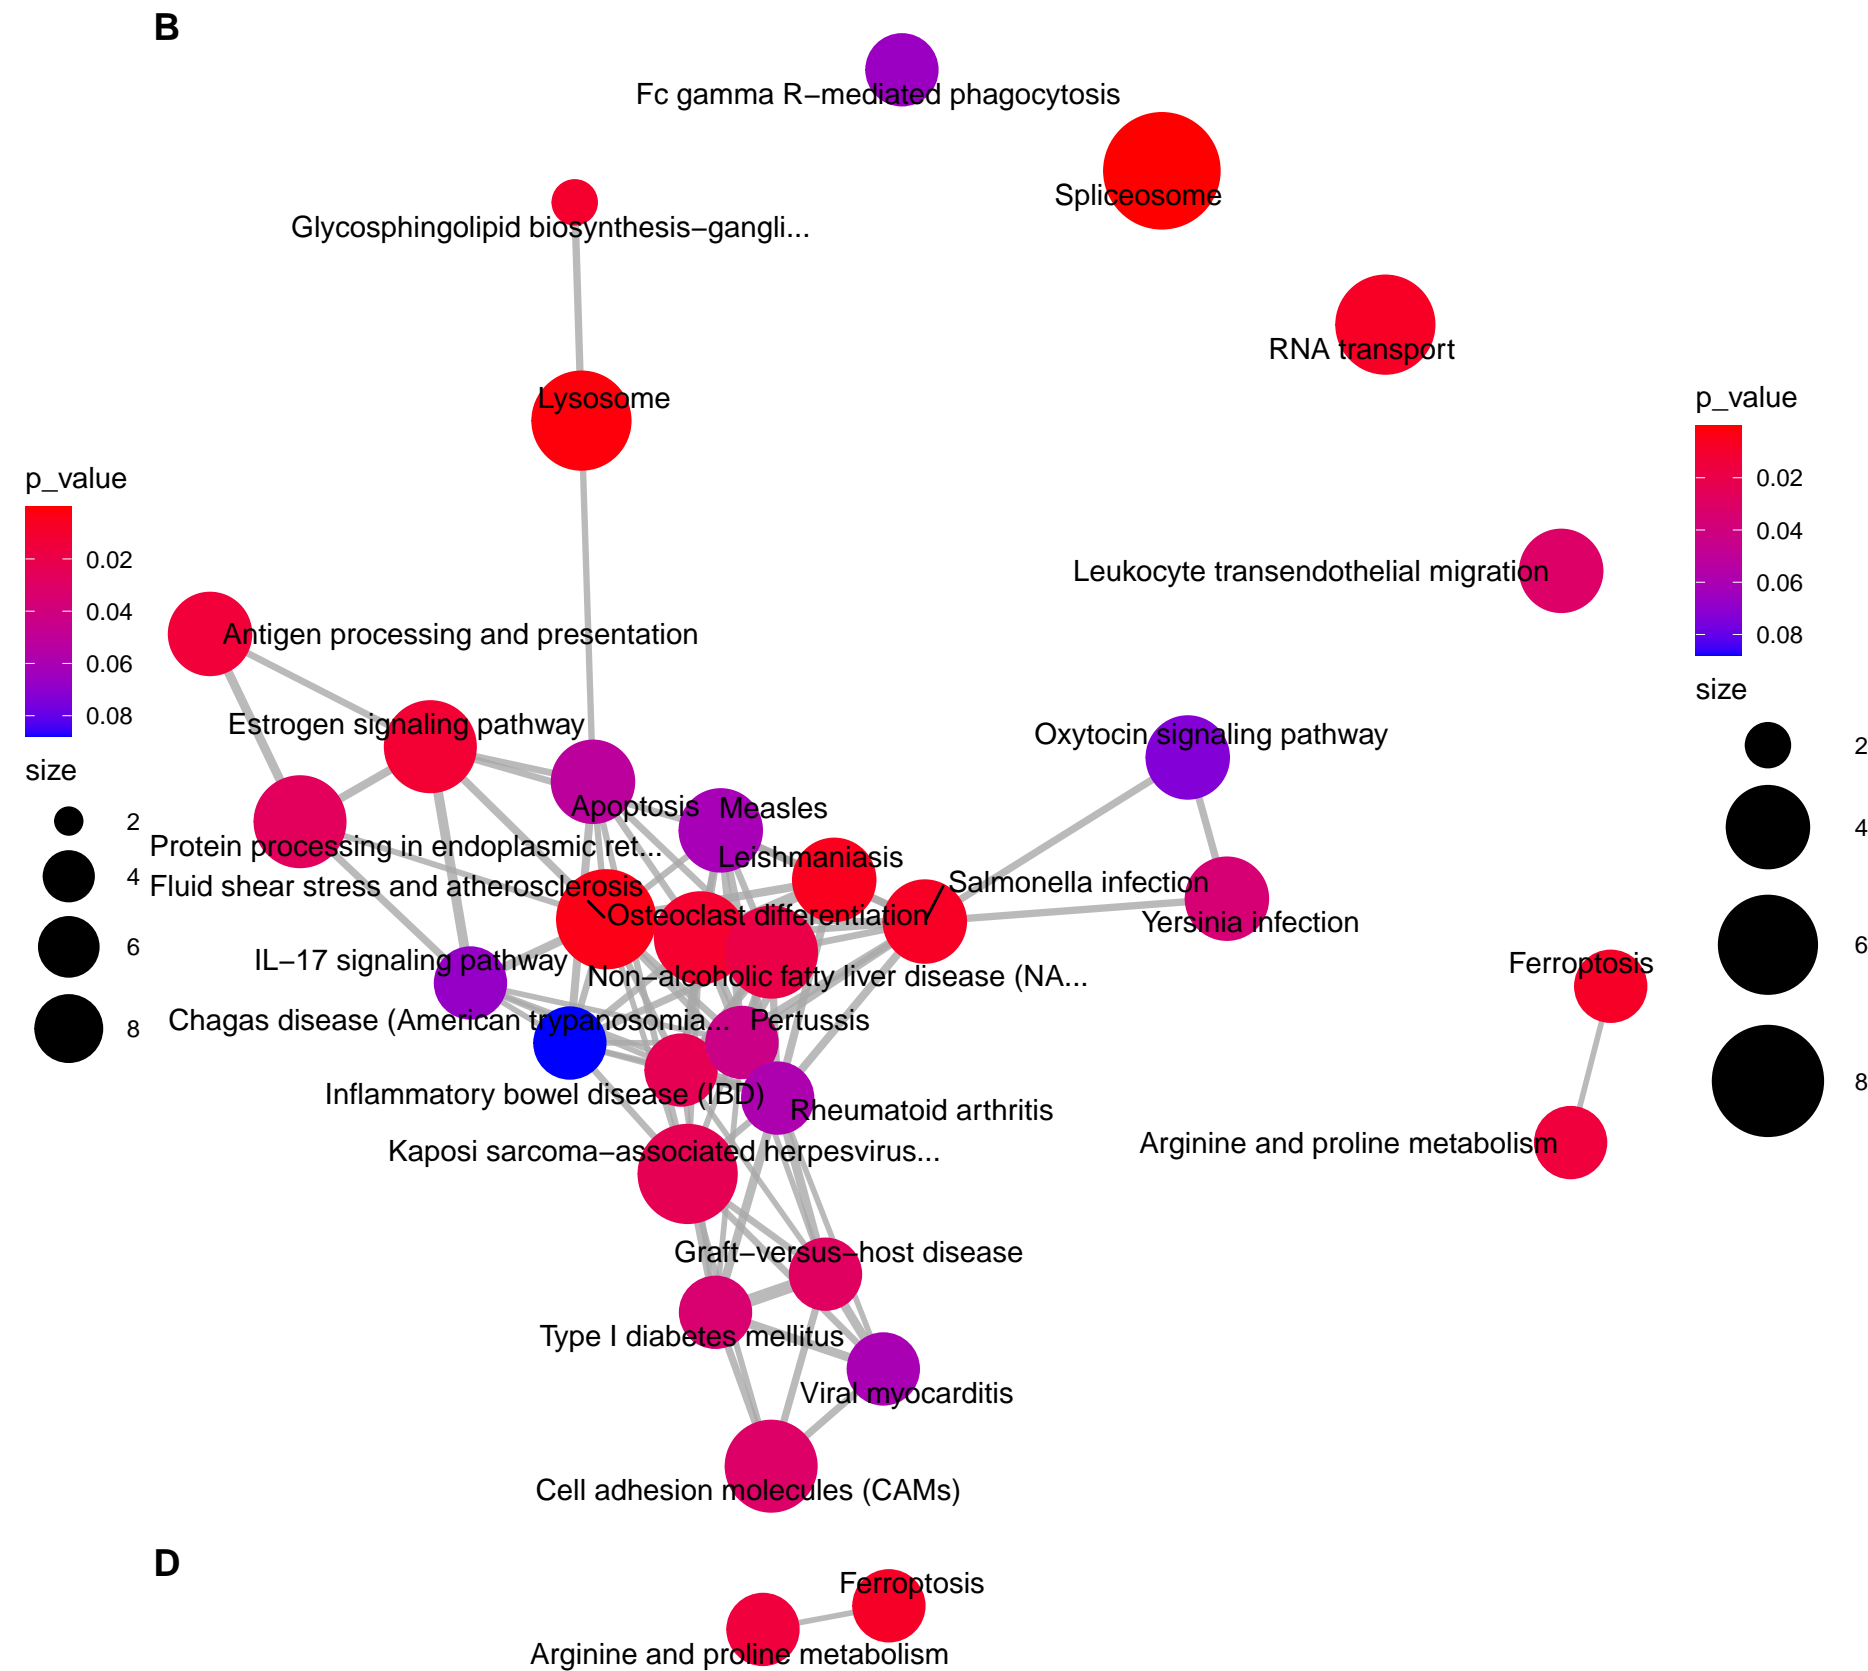 B
Fc gamma R−mediated phagocytosis
Spliceosome
Glycosphingolipid biosynthesis−gangli...
RNA transport
Lysosome
p_value
0.02
0.04
0.06
0.08
size
2
4
6
8
p_value
0.02
0.04
0.06
0.08
size
2
4
6
8
Leukocyte transendothelial migration
Antigen processing and presentation
Estrogen signaling pathway
Oxytocin signaling pathway
Apoptosis
Measles
Protein processing in endoplasmic ret...
Leishmaniasis
Fluid shear stress and atherosclerosis
Salmonella infection
Osteoclast differentiation
Yersinia infection
IL−17 signaling pathway
Non−alcoholic fatty liver disease (NA...
Ferroptosis
Chagas disease (American trypanosomia...
Pertussis
Inflammatory bowel disease (IBD)
Rheumatoid arthritis
Arginine and proline metabolism
Kaposi sarcoma−associated herpesvirus...
Graft−versus−host disease
Type I diabetes mellitus
Viral myocarditis
Cell adhesion molecules (CAMs)
D
Ferroptosis
Arginine and proline metabolism